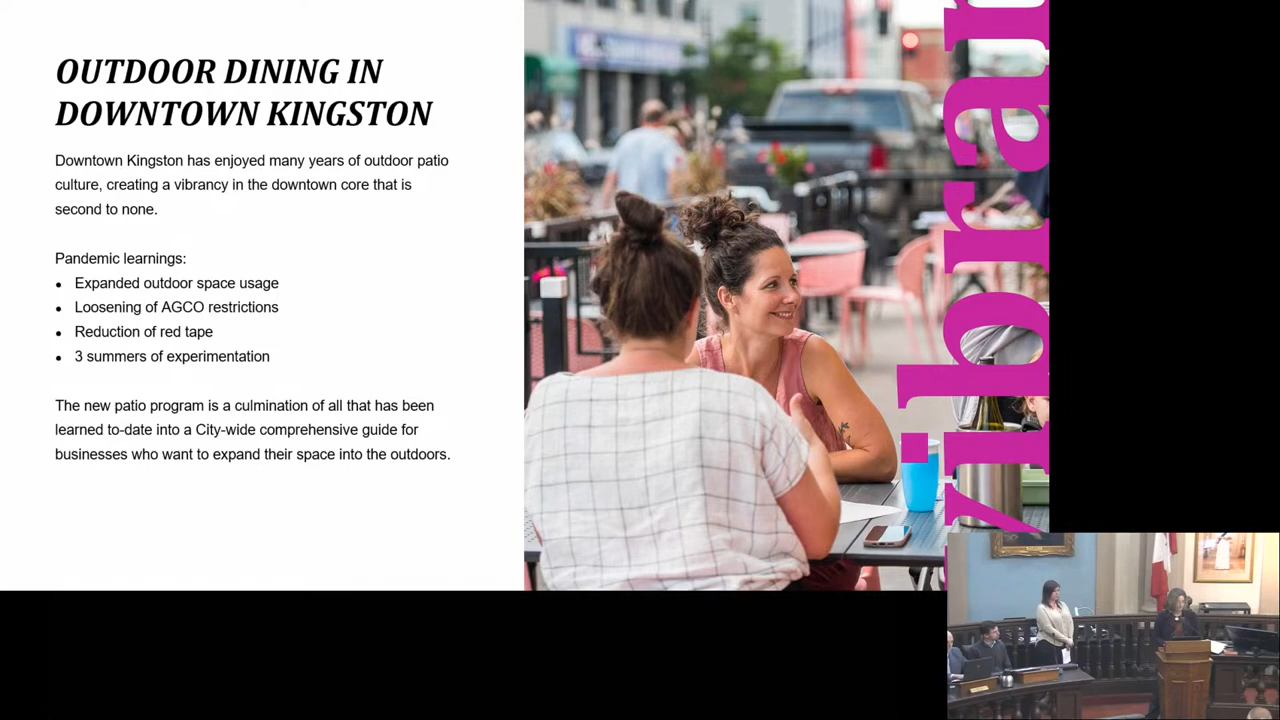 OUTDOOR DINING IN
DOWNTOWN KINGSTON
Downtown Kingston has enjoyed many years of outdoor patio
culture, creating a vibrancy in the downtown core that is
second to none.
Pandemic learnings:
• Expanded outdoor space usage
• Loosening of AGCO restrictions
• Reduction of red tape
• 3 summers of experimentation
The new patio program is a culmination of all that has been
learned to-date into a City-wide comprehensive guide for
businesses who want to expand their space into the outdoors.
vibran